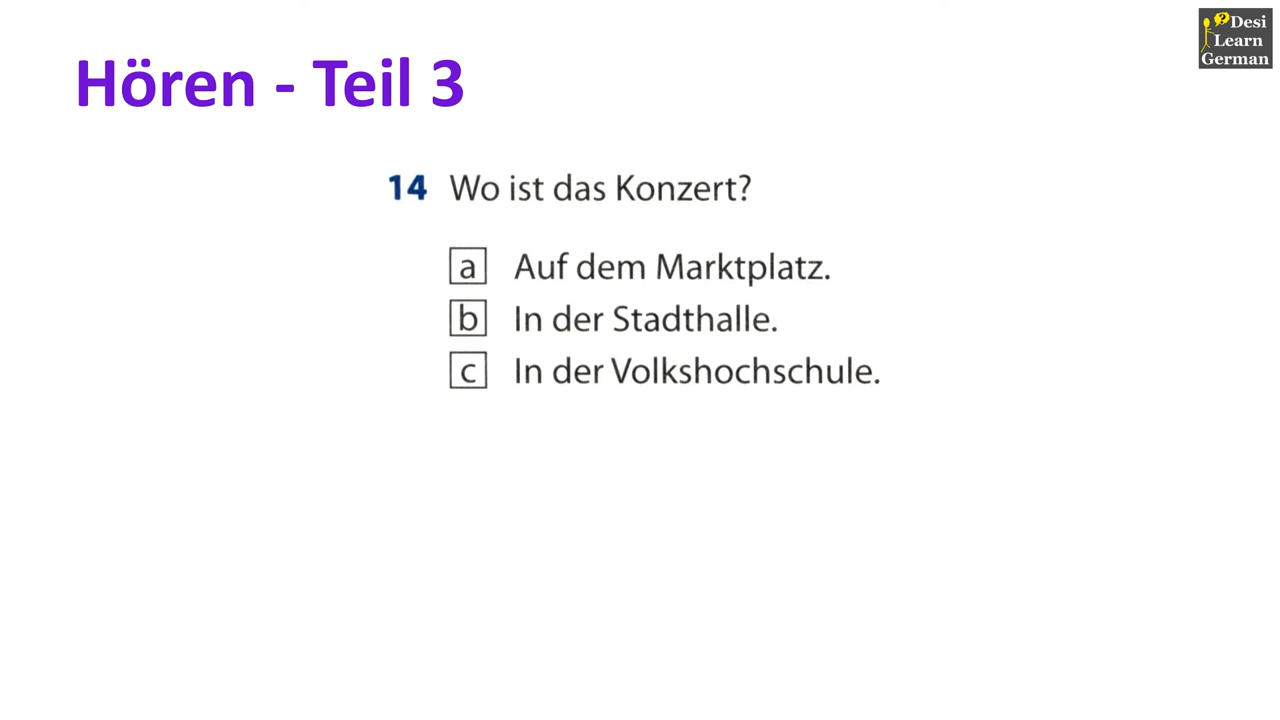 ? Desi
Learn
German
Hören - Teil 3
14 Wo ist das Konzert?
a Auf dem Marktplatz.
b In der Stadthalle.
c In der Volkshochschule.